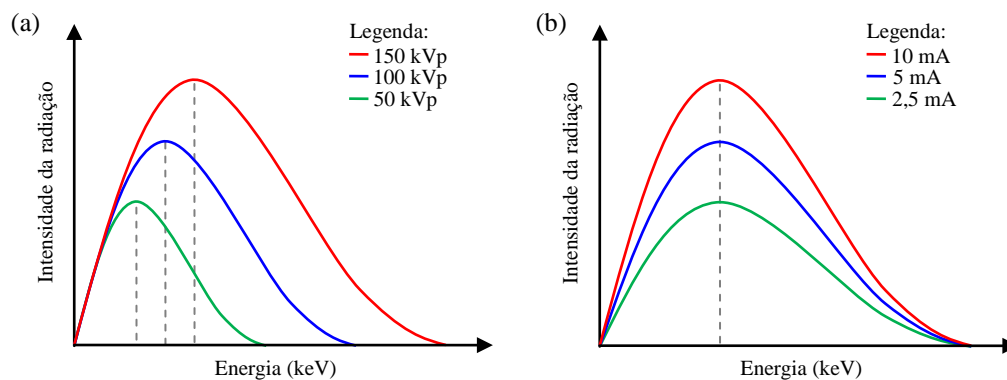 (a)
Legenda:
150 kVp
100 kVp
50 kVp
Intensidade da radiação
Energia (keV)
(b)
Legenda:
10 mA
5 mA
2,5 mA
Intensidade da radiação
Energia (keV)